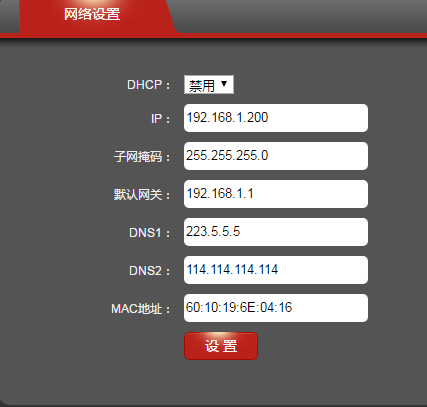 网络设置
DHCP： 禁用
IP： 192.168.1.200
子网掩码： 255.255.255.0
默认网关： 192.168.1.1
DNS1： 223.5.5.5
DNS2： 114.114.114.114
MAC地址： 60:10:19:6E:04:16
设 置